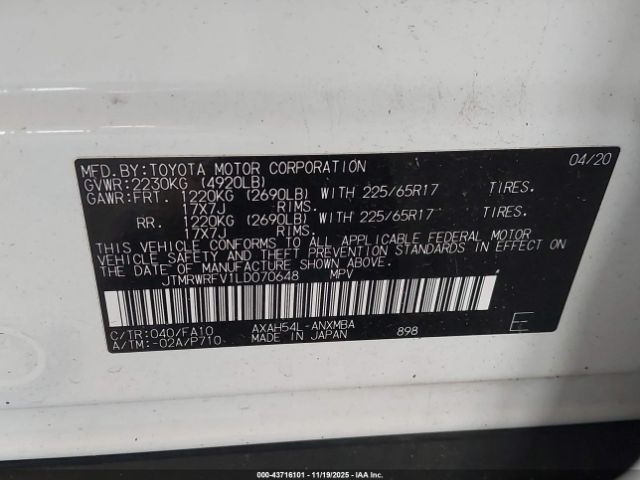 MFD.BY:TOYOTA MOTOR CORPORATION 04/20
GVWR:2230KG (4920LB)
GAWR:FRT. 1220KG (2690LB) WITH 225/65R17 TIRES.
17X7J RIMS.
RR. 1220KG (2690LB) WITH 225/65R17 TIRES.
17X7J RIMS.
THIS VEHICLE CONFORMS TO ALL APPLICABLE FEDERAL MOTOR
VEHICLE SAFETY AND THEFT PREVENTION STANDARDS IN EFFECT ON
THE DATE OF MANUFACTURE SHOWN ABOVE.
JTMRWRFV1LD070648 MPV
C/TR:040/FA10 AXAH54L-ANXMBA 898 E
A/TM:-02A/P710 MADE IN JAPAN
000-43716101 - 11/19/2025 - IAA Inc.